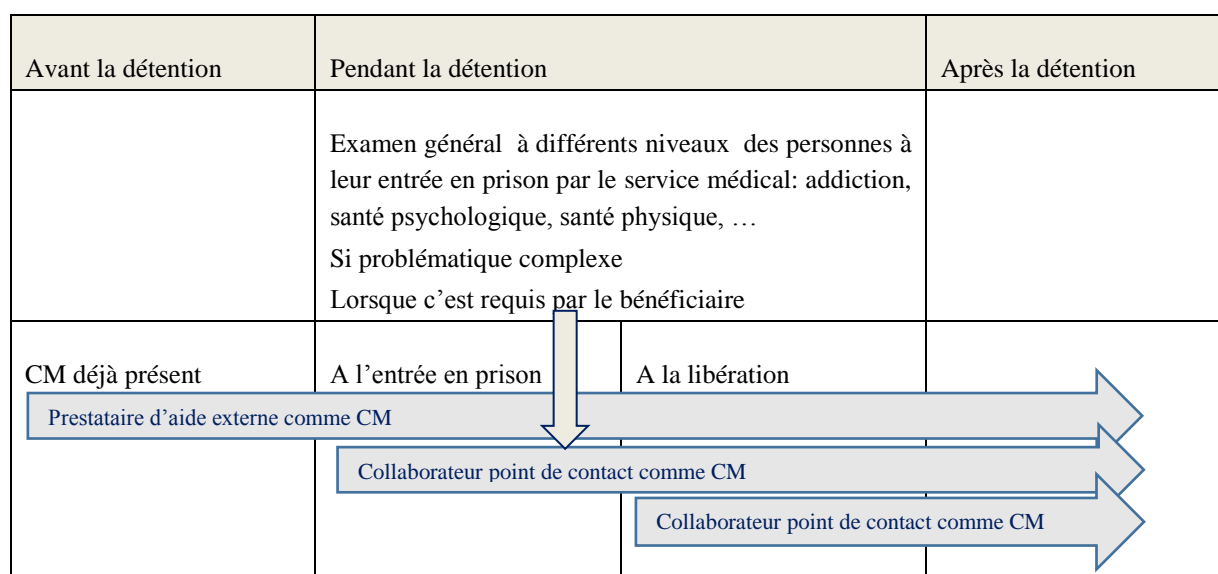 Avant la détention
Pendant la détention
Après la détention
Examen général à différents niveaux des personnes à
leur entrée en prison par le service médical: addiction,
santé psychologique, santé physique, …
Si problématique complexe
Lorsque c’est requis par le bénéficiaire
CM déjà présent
A l’entrée en prison
A la libération
Prestataire d’aide externe comme CM
Collaborateur point de contact comme CM
Collaborateur point de contact comme CM